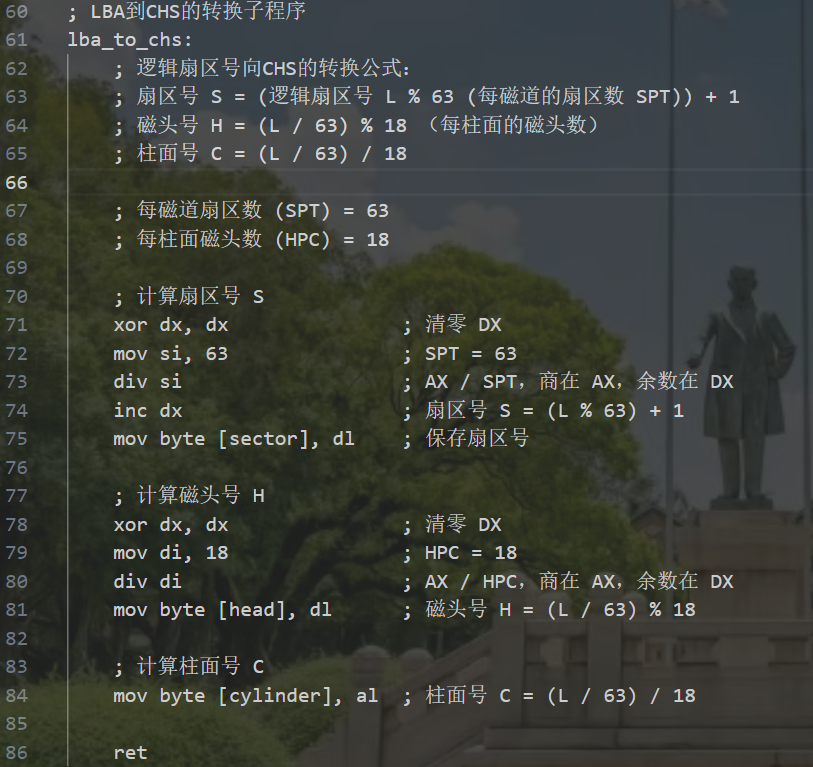 60 ; LBA到CHS的转换子程序
61 lba_to_chs:
62 ; 逻辑扇区号向CHS的转换公式：
63 ; 扇区号 S = (逻辑扇区号 L % 63 (每磁道的扇区数 SPT)) + 1
64 ; 磁头号 H = (L / 63) % 18 （每柱面的磁头数）
65 ; 柱面号 C = (L / 63) / 18
66
67 ; 每磁道扇区数 (SPT) = 63
68 ; 每柱面磁头数 (HPC) = 18
69
70 ; 计算扇区号 S
71 xor dx, dx ; 清零 DX
72 mov si, 63 ; SPT = 63
73 div si ; AX / SPT，商在 AX，余数在 DX
74 inc dx ; 扇区号 S = (L % 63) + 1
75 mov byte [sector], dl ; 保存扇区号
76
77 ; 计算磁头号 H
78 xor dx, dx ; 清零 DX
79 mov di, 18 ; HPC = 18
80 div di ; AX / HPC，商在 AX，余数在 DX
81 mov byte [head], dl ; 磁头号 H = (L / 63) % 18
82
83 ; 计算柱面号 C
84 mov byte [cylinder], al ; 柱面号 C = (L / 63) / 18
85
86 ret